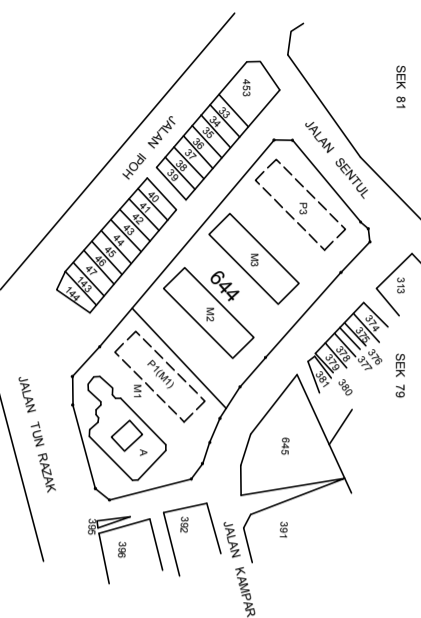 SEK 81
JALAN SENTUL
453
33
34
35
36
37
38
39
JALAN IPOH
40
41
42
43
44
45
46
47
143
144
P3
M3
644
M2
P1(M1)
M1
A
313
374
375
376
377
378
379
380
381
SEK 79
645
391
392
395
396
JALAN KAMPAR
JALAN TUN RAZAK